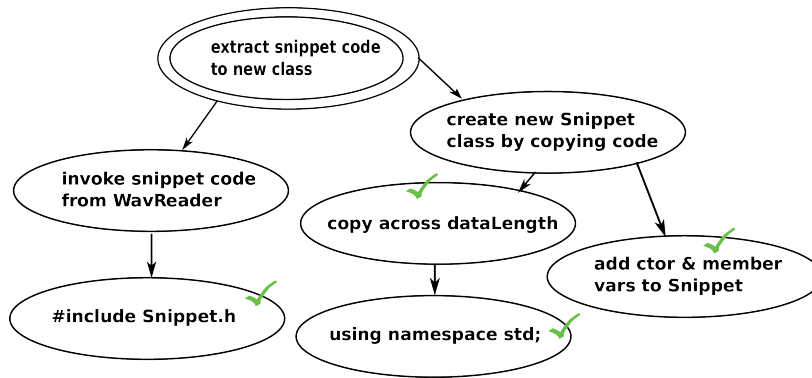 extract snippet code
to new class
create new Snippet
class by copying code
invoke snippet code
from WavReader
copy across dataLength
add ctor & member
vars to Snippet
#include Snippet.h
using namespace std;